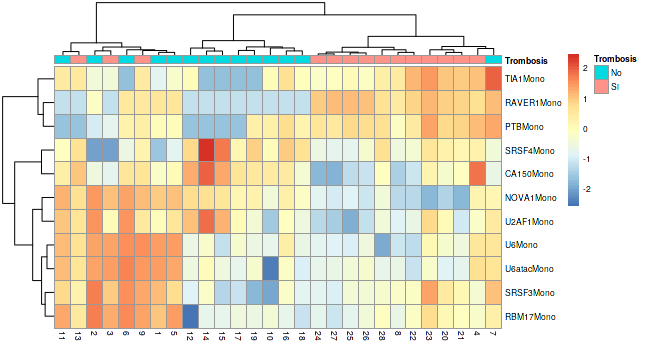 Trombosis
TIA1Mono
RAVER1Mono
PTBMono
SRSF4Mono
CA150Mono
NOVA1Mono
U2AF1Mono
U6Mono
U6atacMono
SRSF3Mono
RBM17Mono
11 13 2 3 6 9 1 5 12 14 15 17 19 10 16 18 24 27 25 26 28 8 22 23 20 21 4 7
2
1
0
-1
-2
Trombosis
No
SI